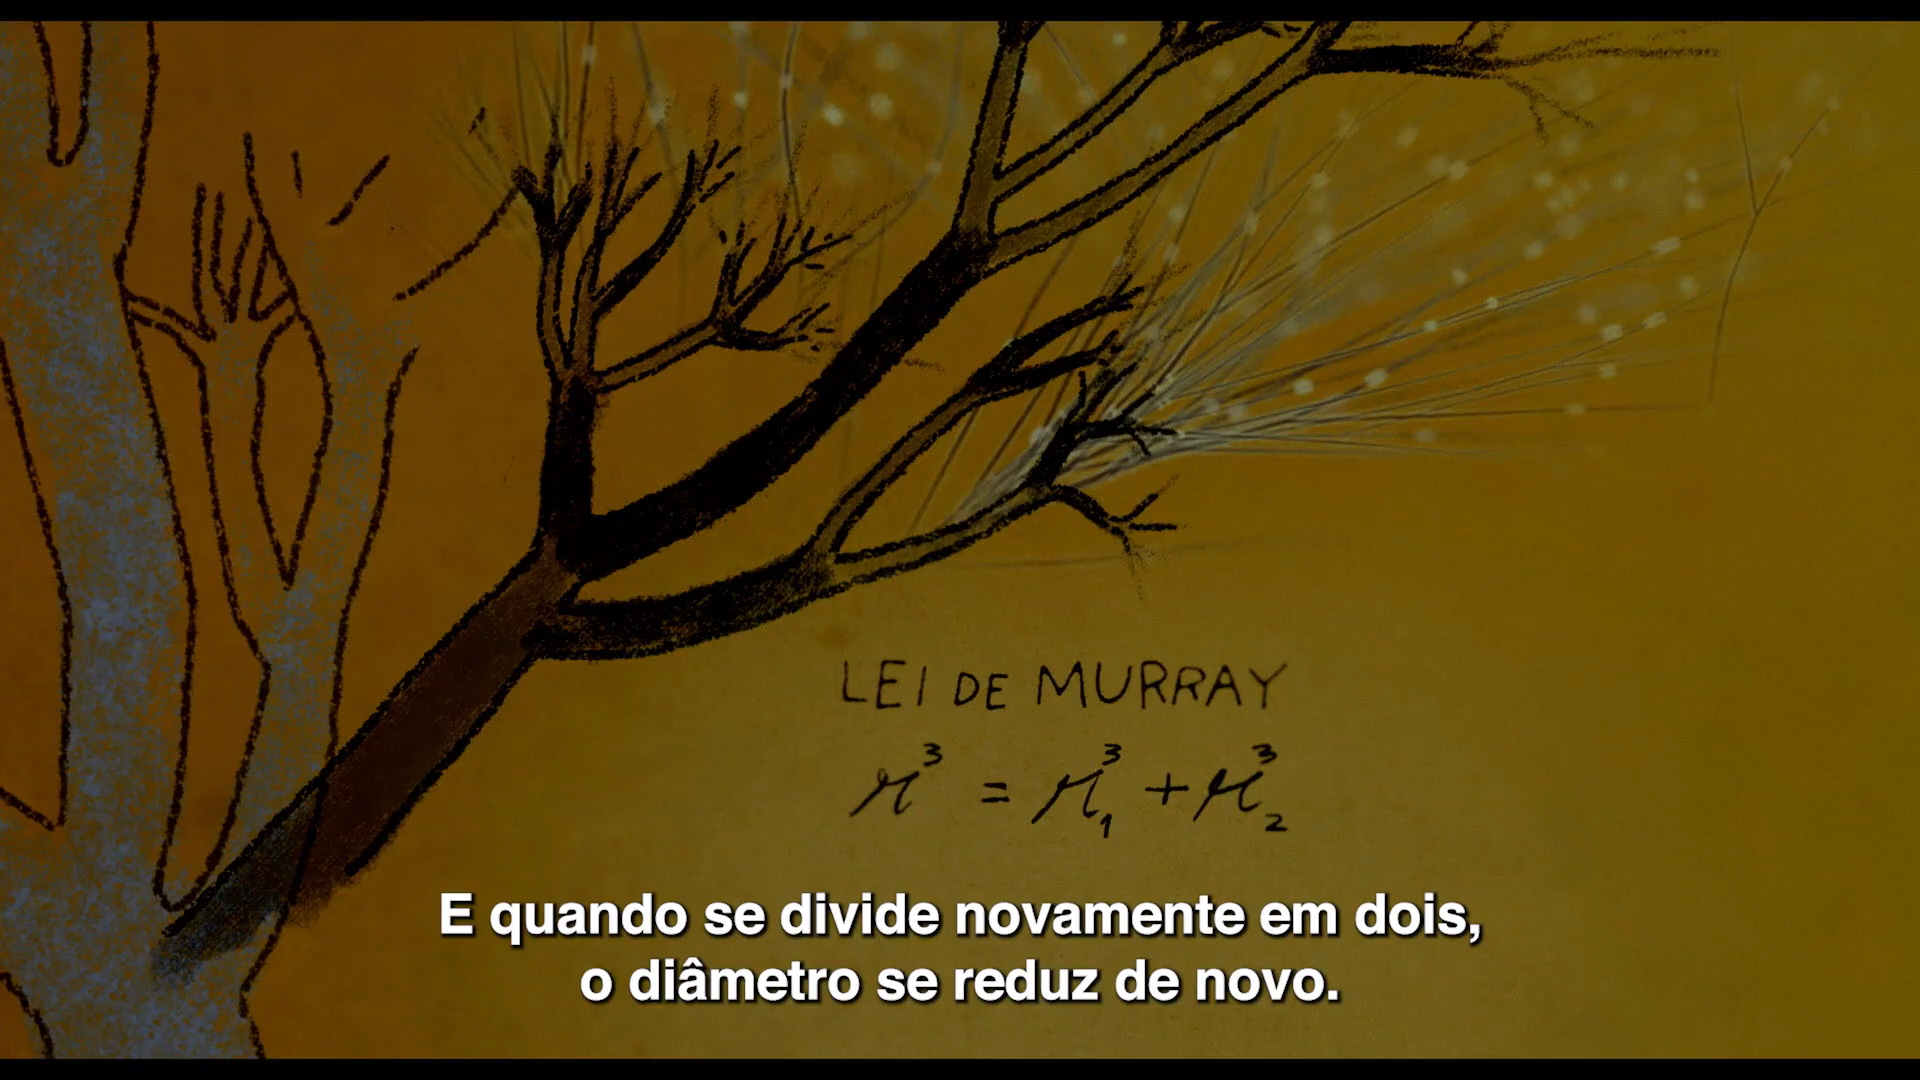 LEI DE MURRAY
r³ = r₁³ + r₂³
E quando se divide novamente em dois,
o diâmetro se reduz de novo.